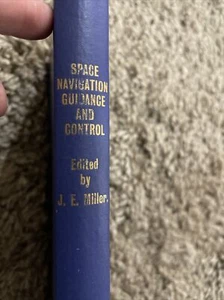 SPACE
NAVIGATION
GUIDANCE
AND
CONTROL
Edited
by
J. E. Miller